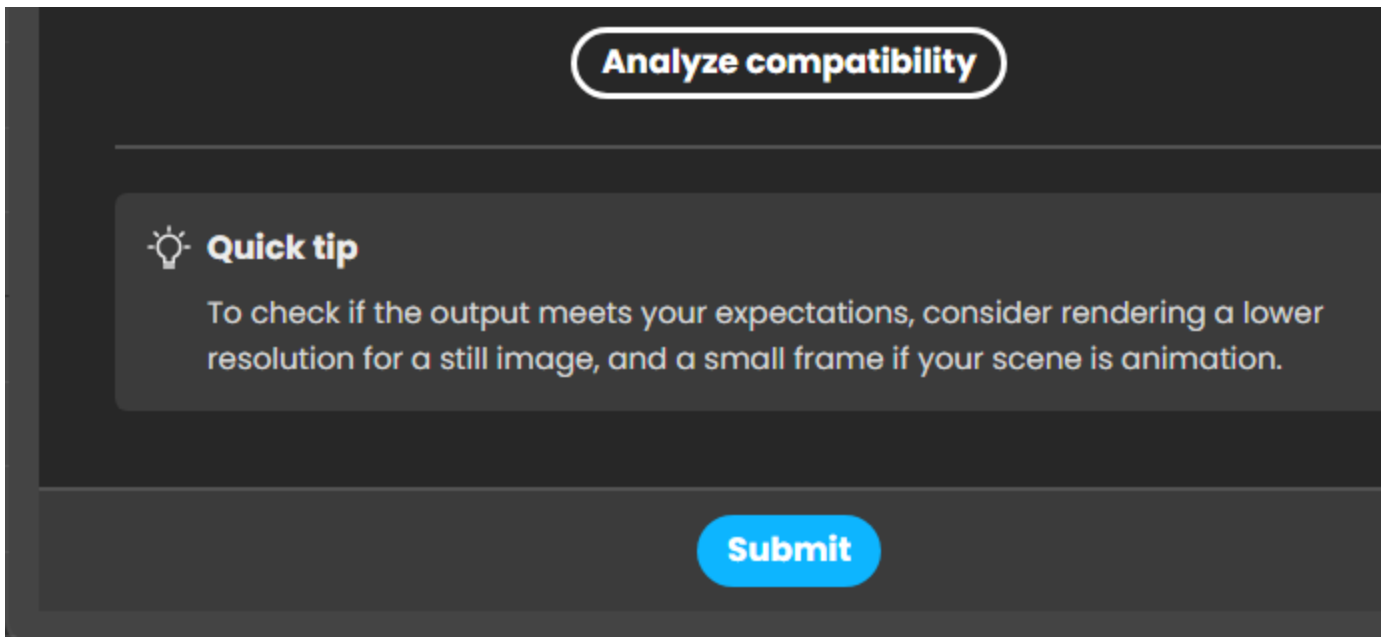 Analyze compatibility
Quick tip
To check if the output meets your expectations, consider rendering a lower
resolution for a still image, and a small frame if your scene is animation.
Submit